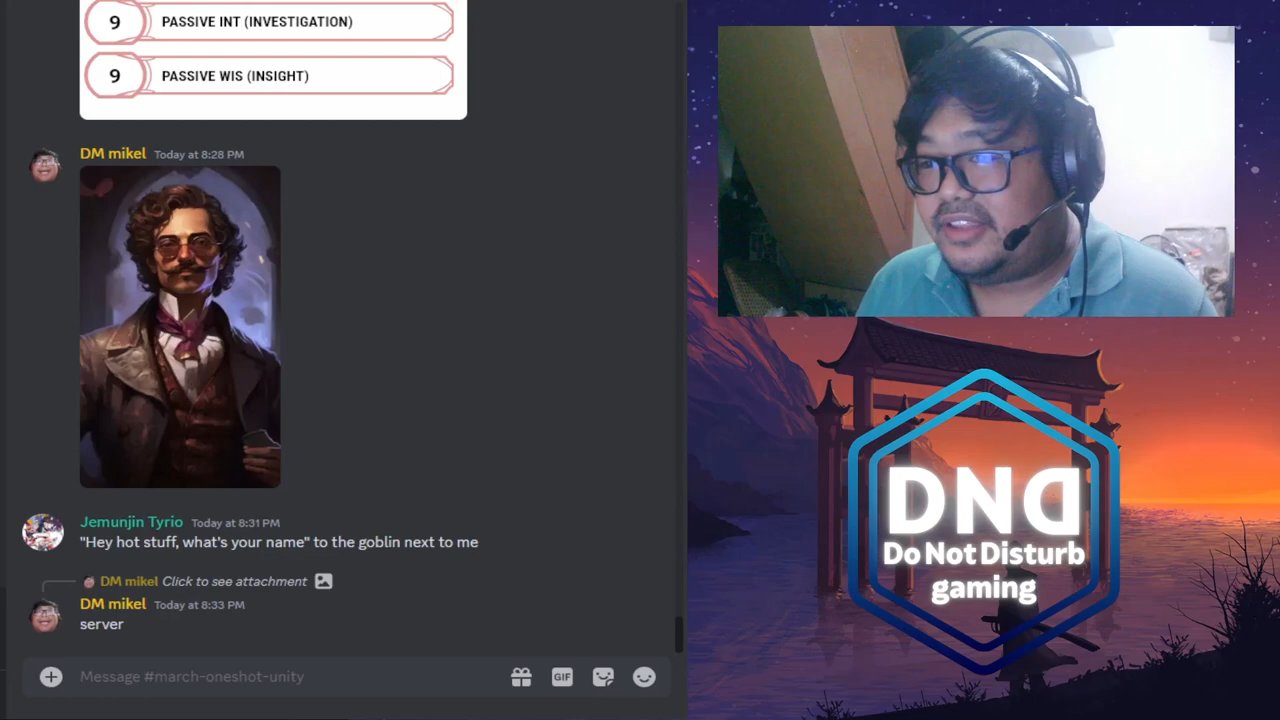 9 PASSIVE INT (INVESTIGATION)
9 PASSIVE WIS (INSIGHT)
DM mikel Today at 8:28 PM
Jemunjin Tyrio Today at 8:31 PM
"Hey hot stuff, what's your name" to the goblin next to me
DM mikel Click to see attachment
DM mikel Today at 8:33 PM
server
Message #march-oneshot-unity
GIF
DND
Do Not Disturb
gaming